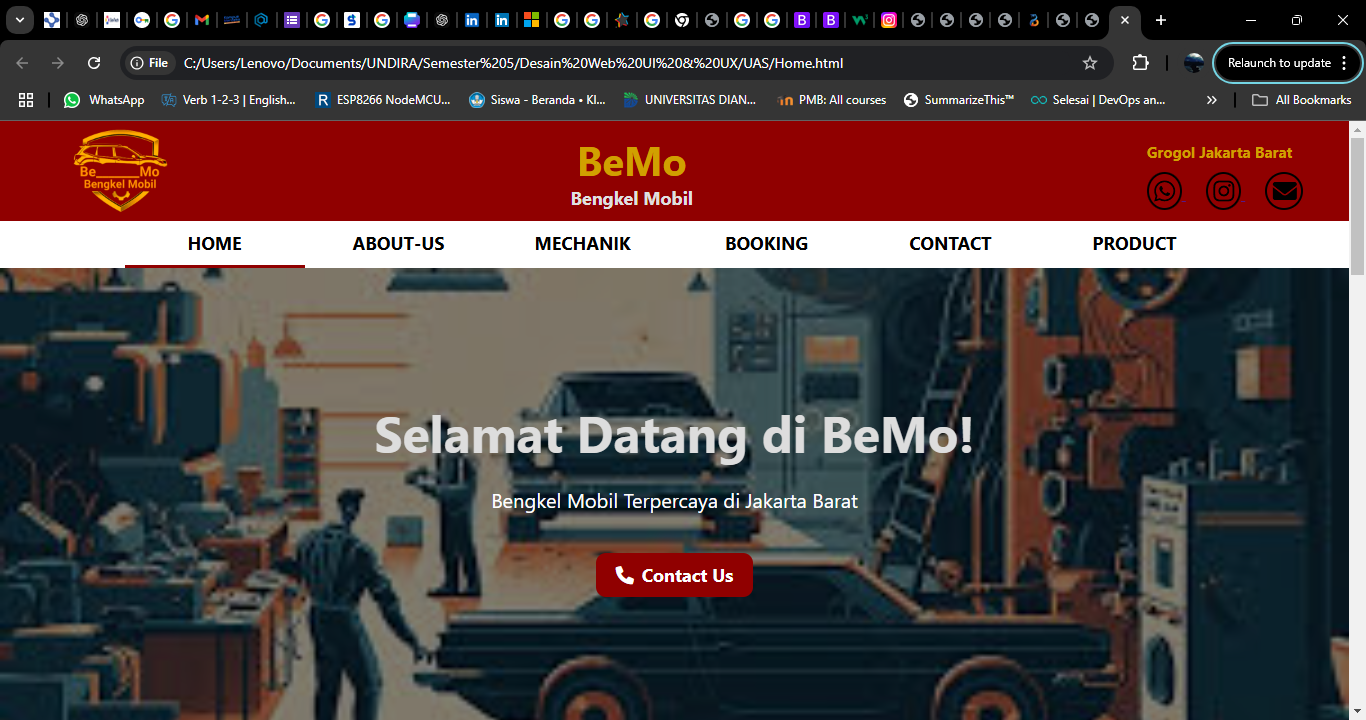 File
C:/Users/Lenovo/Documents/UNDIRA/Semester%205/Desain%20Web%20UI%20&%20UX/UAS/Home.html
Relaunch to update
WhatsApp
Verb 1-2-3 | English...
ESP8266 NodeMCU...
Siswa - Beranda • Kl...
UNIVERSITAS DIAN...
PMB: All courses
SummarizeThis™
Selesai | DevOps an...
»
All Bookmarks
Be____Mo
Bengkel Mobil
BeMo
Bengkel Mobil
Grogol Jakarta Barat
HOME
ABOUT-US
MECHANIK
BOOKING
CONTACT
PRODUCT
Selamat Datang di BeMo!
Bengkel Mobil Terpercaya di Jakarta Barat
Contact Us